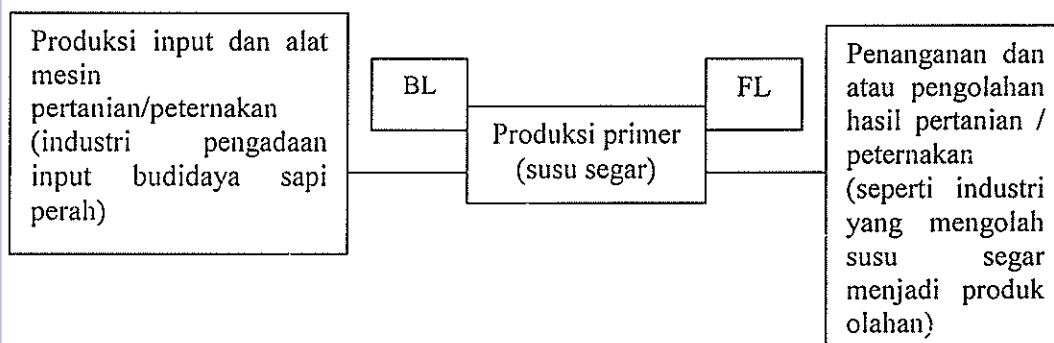 Produksi input dan alat
mesin
pertanian/peternakan
(industri pengadaan
input budidaya sapi
perah)
BL
Produksi primer
(susu segar)
FL
Penanganan dan
atau pengolahan
hasil pertanian /
peternakan
(seperti industri
yang mengolah
susu segar
menjadi produk
olahan)